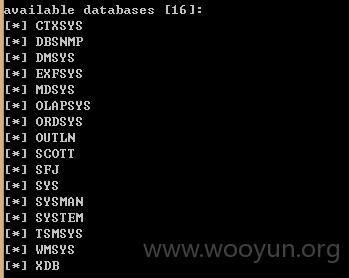 available databases [16]:
[*] CTXSYS
[*] DBSNMP
[*] DMSYS
[*] EXFSYS
[*] MDSYS
[*] OLAPSYS
[*] ORDSYS
[*] OUTLN
[*] SCOTT
[*] SFJ
[*] SYS
[*] SYSMAN
[*] SYSTEM
[*] TSMSYS
[*] WMSYS
[*] XDB
www.wooyun.org